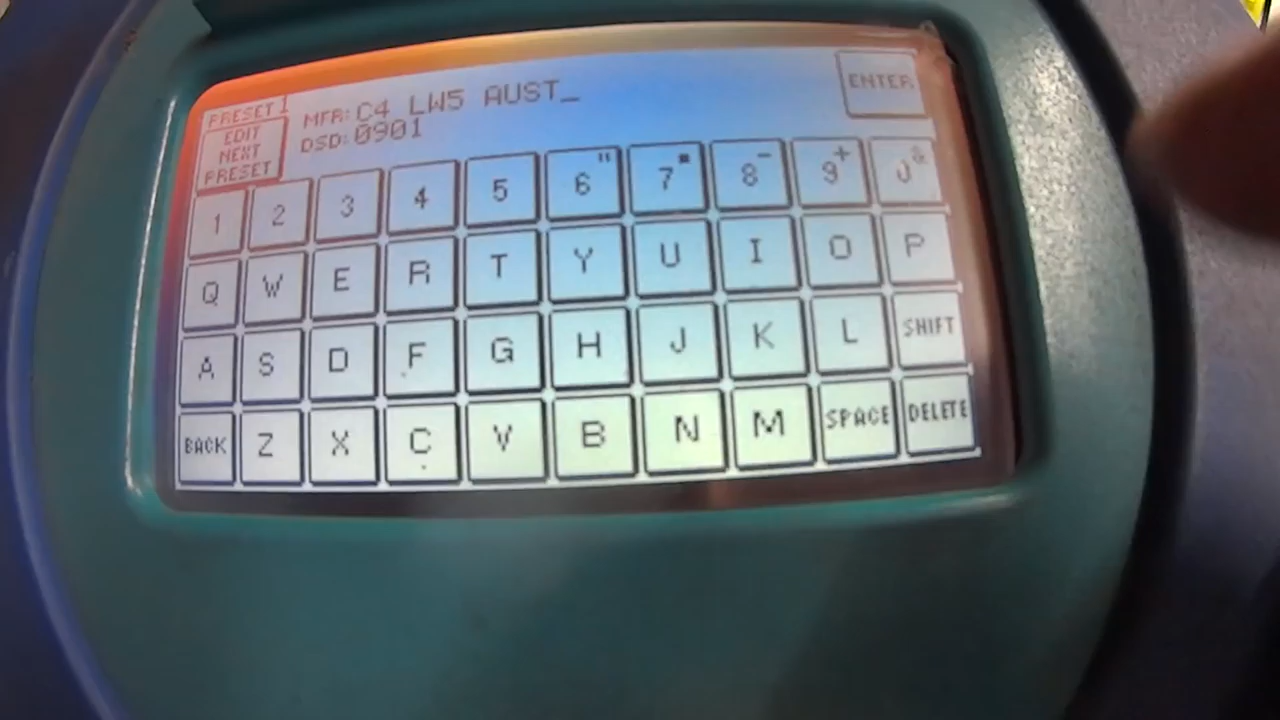 PRESET 1
EDIT
NEXT
PRESET
MFR: C4 LW5 AUST_
DSD: 0901
ENTER
1 2 3 4 5 6 " 7 8 - 9 + J &
Q W E R T Y U I O P
A S D F G H J K L SHIFT
BACK Z X C V B N M SPACE DELETE